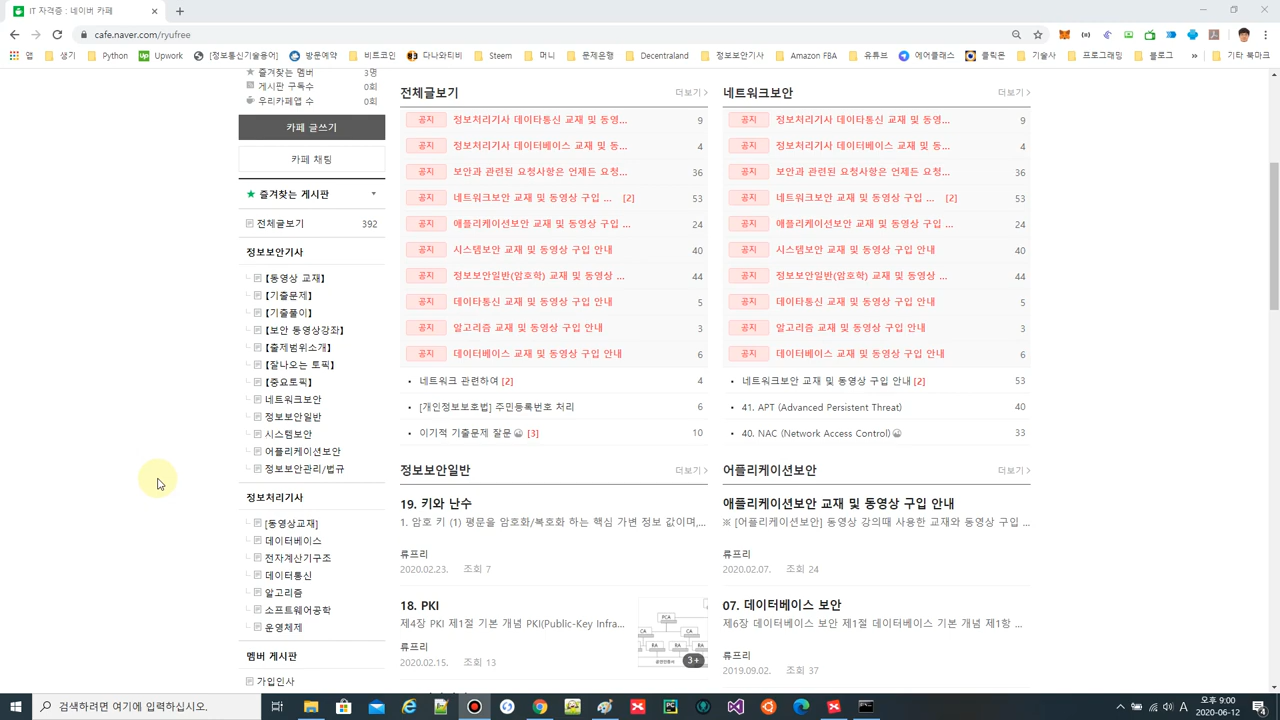 IT 자격증 : 네이버 카페
cafe.naver.com/ryufree
앱
생기
Python
Upwork
[정보통신기술용어]
방문예약
비트코인
다나와티비
Steem
머니
문제은행
Decentraland
정보보안기사
Amazon FBA
유튜브
에어클래스
클릭몬
기술사
프로그래밍
블로그
»
기타 북마크
즐겨찾는 멤버 3명
게시판 구독수 0회
우리카페앱 수 0회
카페 글쓰기
카페 채팅
즐겨찾는 게시판
전체글보기 392
정보보안기사
【동영상 교재】
【기출문제】
【기출풀이】
【보안 동영상강좌】
【출제범위소개】
【잘나오는 토픽】
【중요토픽】
네트워크보안
정보보안일반
시스템보안
어플리케이션보안
정보보안관리/법규
정보처리기사
[동영상교재]
데이터베이스
전자계산기구조
데이터통신
알고리즘
소프트웨어공학
운영체제
멤버 게시판
가입인사
전체글보기 더보기 >
공지 정보처리기사 데이타통신 교재 및 동영... 9
공지 정보처리기사 데이터베이스 교재 및 동... 4
공지 보안과 관련된 요청사항은 언제든 요청... 36
공지 네트워크보안 교재 및 동영상 구입 ... [2] 53
공지 애플리케이션보안 교재 및 동영상 구입 ... 24
공지 시스템보안 교재 및 동영상 구입 안내 40
공지 정보보안일반(암호학) 교재 및 동영상 ... 44
공지 데이타통신 교재 및 동영상 구입 안내 5
공지 알고리즘 교재 및 동영상 구입 안내 3
공지 데이터베이스 교재 및 동영상 구입 안내 6
• 네트워크 관련하여 [2] 4
• [개인정보보호법] 주민등록번호 처리 6
• 이기적 기출문제 질문 [3] 10
네트워크보안 더보기 >
공지 정보처리기사 데이타통신 교재 및 동영... 9
공지 정보처리기사 데이터베이스 교재 및 동... 4
공지 보안과 관련된 요청사항은 언제든 요청... 36
공지 네트워크보안 교재 및 동영상 구입 ... [2] 53
공지 애플리케이션보안 교재 및 동영상 구입 ... 24
공지 시스템보안 교재 및 동영상 구입 안내 40
공지 정보보안일반(암호학) 교재 및 동영상 ... 44
공지 데이타통신 교재 및 동영상 구입 안내 5
공지 알고리즘 교재 및 동영상 구입 안내 3
공지 데이터베이스 교재 및 동영상 구입 안내 6
• 네트워크보안 교재 및 동영상 구입 안내 [2] 53
• 41. APT (Advanced Persistent Threat) 40
• 40. NAC (Network Access Control) 33
정보보안일반 더보기 >
19. 키와 난수
1. 암호 키 (1) 평문을 암호화/복호화 하는 핵심 가변 정보 값이며,...
류프리
2020.02.23. 조회 7
18. PKI
제4장 PKI 제1절 기본 개념 PKI(Public-Key Infra...
류프리
2020.02.15. 조회 13
PCA
CA
CA
RA
RA
RA
3+
어플리케이션보안 더보기 >
애플리케이션보안 교재 및 동영상 구입 안내
※ [어플리케이션보안] 동영상 강의때 사용한 교재와 동영상 구입 ...
류프리
2020.02.07. 조회 24
07. 데이터베이스 보안
제6장 데이터베이스 보안 제1절 데이터베이스 기본 개념 제1항 ...
류프리
2019.09.02. 조회 37
검색하려면 여기에 입력하십시오.
오후 9:00
2020-06-12
4